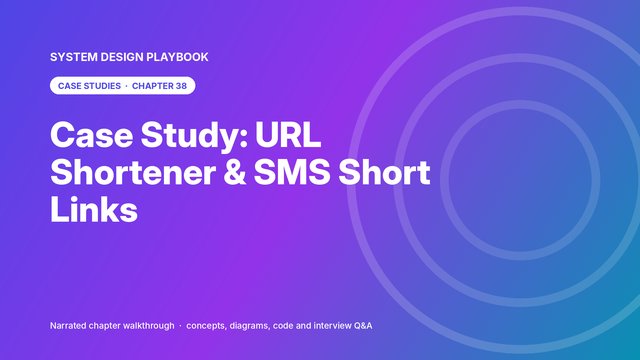 SYSTEM DESIGN PLAYBOOK
CASE STUDIES · CHAPTER 38
Case Study: URL
Shortener & SMS Short
Links
Narrated chapter walkthrough · concepts, diagrams, code and interview Q&A